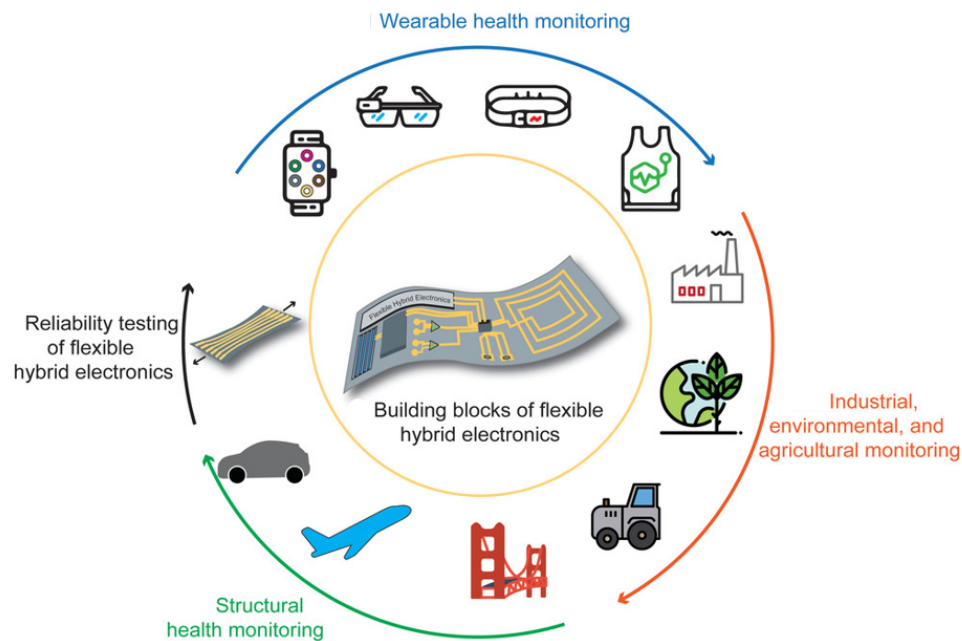 Wearable health monitoring
Flexible Hybrid Electronics
Reliability testing
of flexible
hybrid electronics
Building blocks of flexible
hybrid electronics
Industrial,
environmental, and
agricultural monitoring
Structural
health monitoring